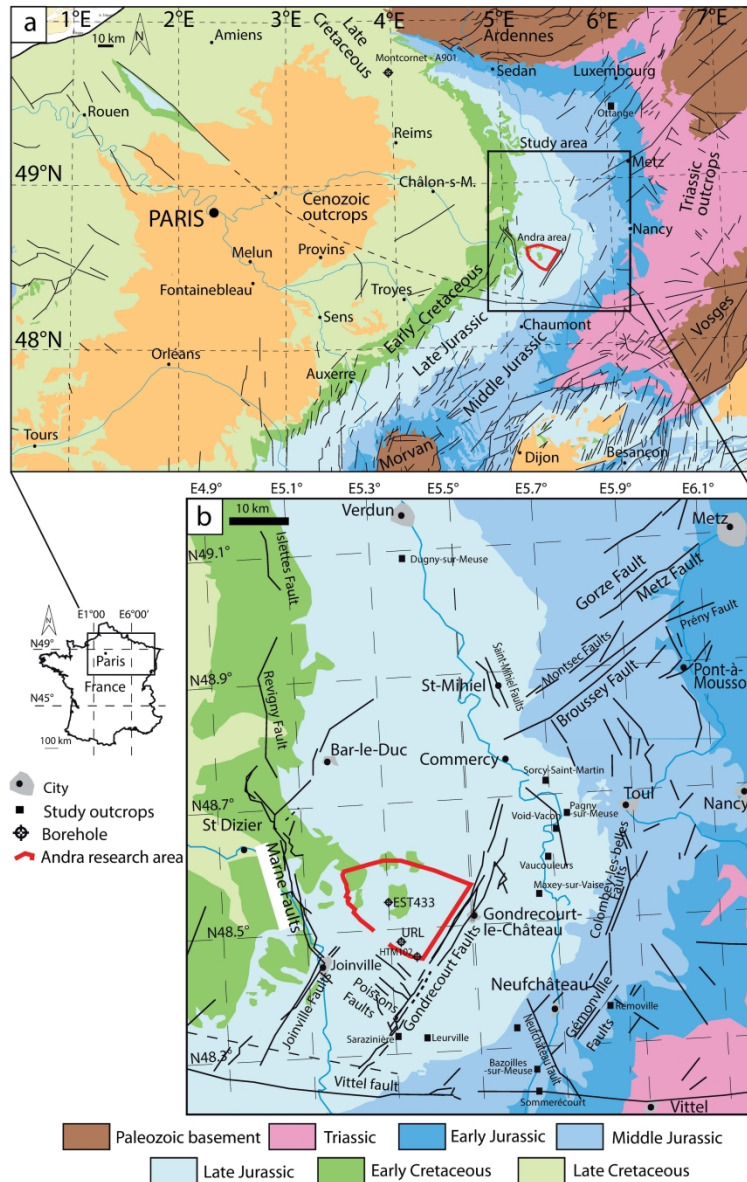 a
1°E
2°E
3°E
4°E
5°E
6°E
7°E
10 km
N
Amiens
Late
Cretaceous
Montcornet - A901
Ardennes
Sedan
Luxembourg
Ottange
Rouen
Reims
Study area
Metz
49°N
Châlon-s-M.
PARIS
Cenozoic
outcrops
Triassic
outcrops
Nancy
Andra area
Melun
Provins
Fontainebleau
Troyes
Sens
Early Cretaceous
Late Jurassic
Middle Jurassic
Chaumont
Vosges
48°N
Orléans
Auxerre
Tours
Morvan
Dijon
Besançon
E4.9°
E5.1°
E5.3°
E5.5°
E5.7°
E5.9°
E6.1°
b
10 km
Verdun
Metz
N49.1°
Islettes Fault
Dugny-sur-Meuse
Gorze Fault
Metz Fault
Prény Fault
Montsec Faults
Saint-Mihiel Faults
Pont-à-
Mousso
N48.9°
St-Mihiel
Broussey Fault
Revigny Fault
Bar-le-Duc
Commercy
Sorcy-Saint-Martin
Toul
Nancy
N48.7°
Pagny
-sur-Meuse
Void-Vacon
St Dizier
Vaucouleurs
Maxey-sur-Vaise
Colombey-les-belles
Faults
Marne Faults
EST433
Gondrecourt-
le-Château
N48.5°
URL
HTM102
Joinville
Joinville Faults
Poissons
Faults
Gondrecourt Faults
Neufchâteau
Gémonville
Faults
Removille
Neufchâteau fault
Sarazinière
Leurville
N48.3°
Bazoilles
-sur-Meuse
Vittel fault
Sommerécourt
Vittel
N
E1°00
E6°00'
N49°
Paris
France
N45°
100 km
City
Study outcrops
Borehole
Andra research area
Paleozoic basement
Triassic
Early Jurassic
Middle Jurassic
Late Jurassic
Early Cretaceous
Late Cretaceous